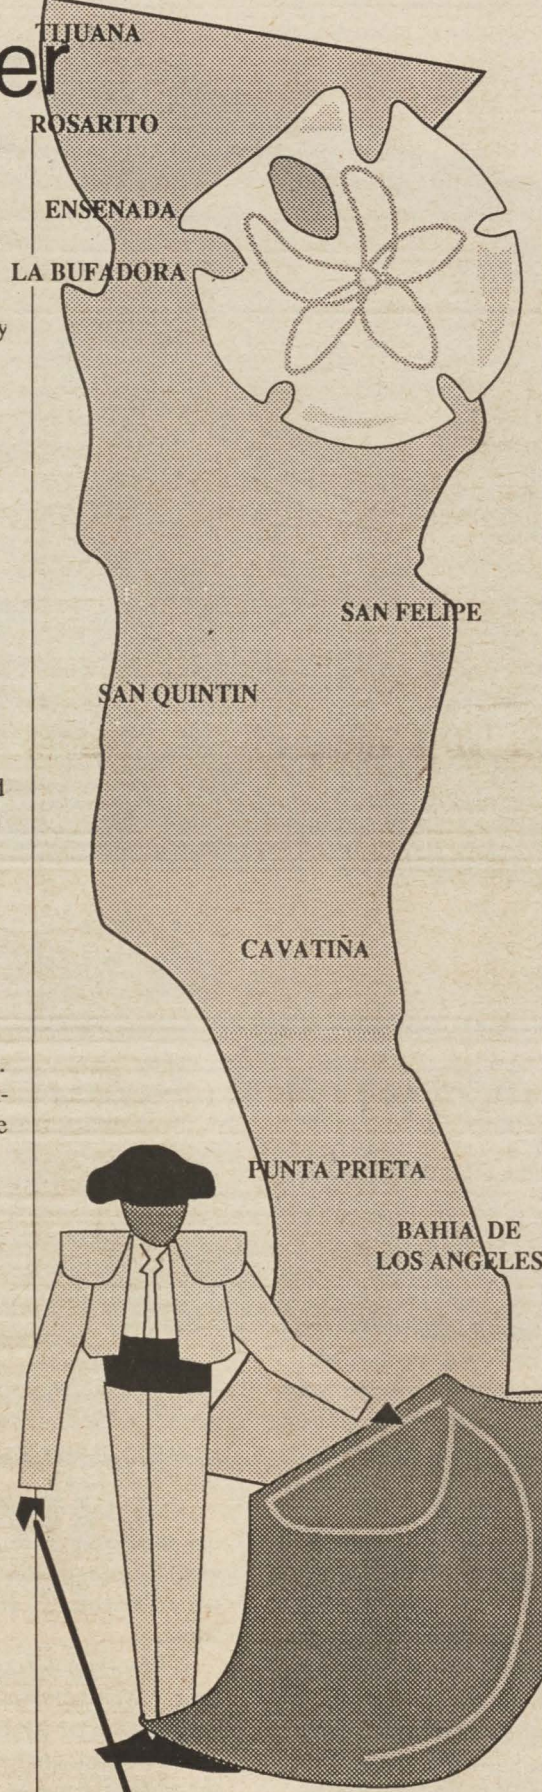 er
TIJUANA
ROSARITO
ENSENADA
LA BUFADORA
y
SAN FELIPE
SAN QUINTIN
d
CAVATIÑA
.
-
e
PUNTA PRIETA
BAHIA DE
LOS ANGELES